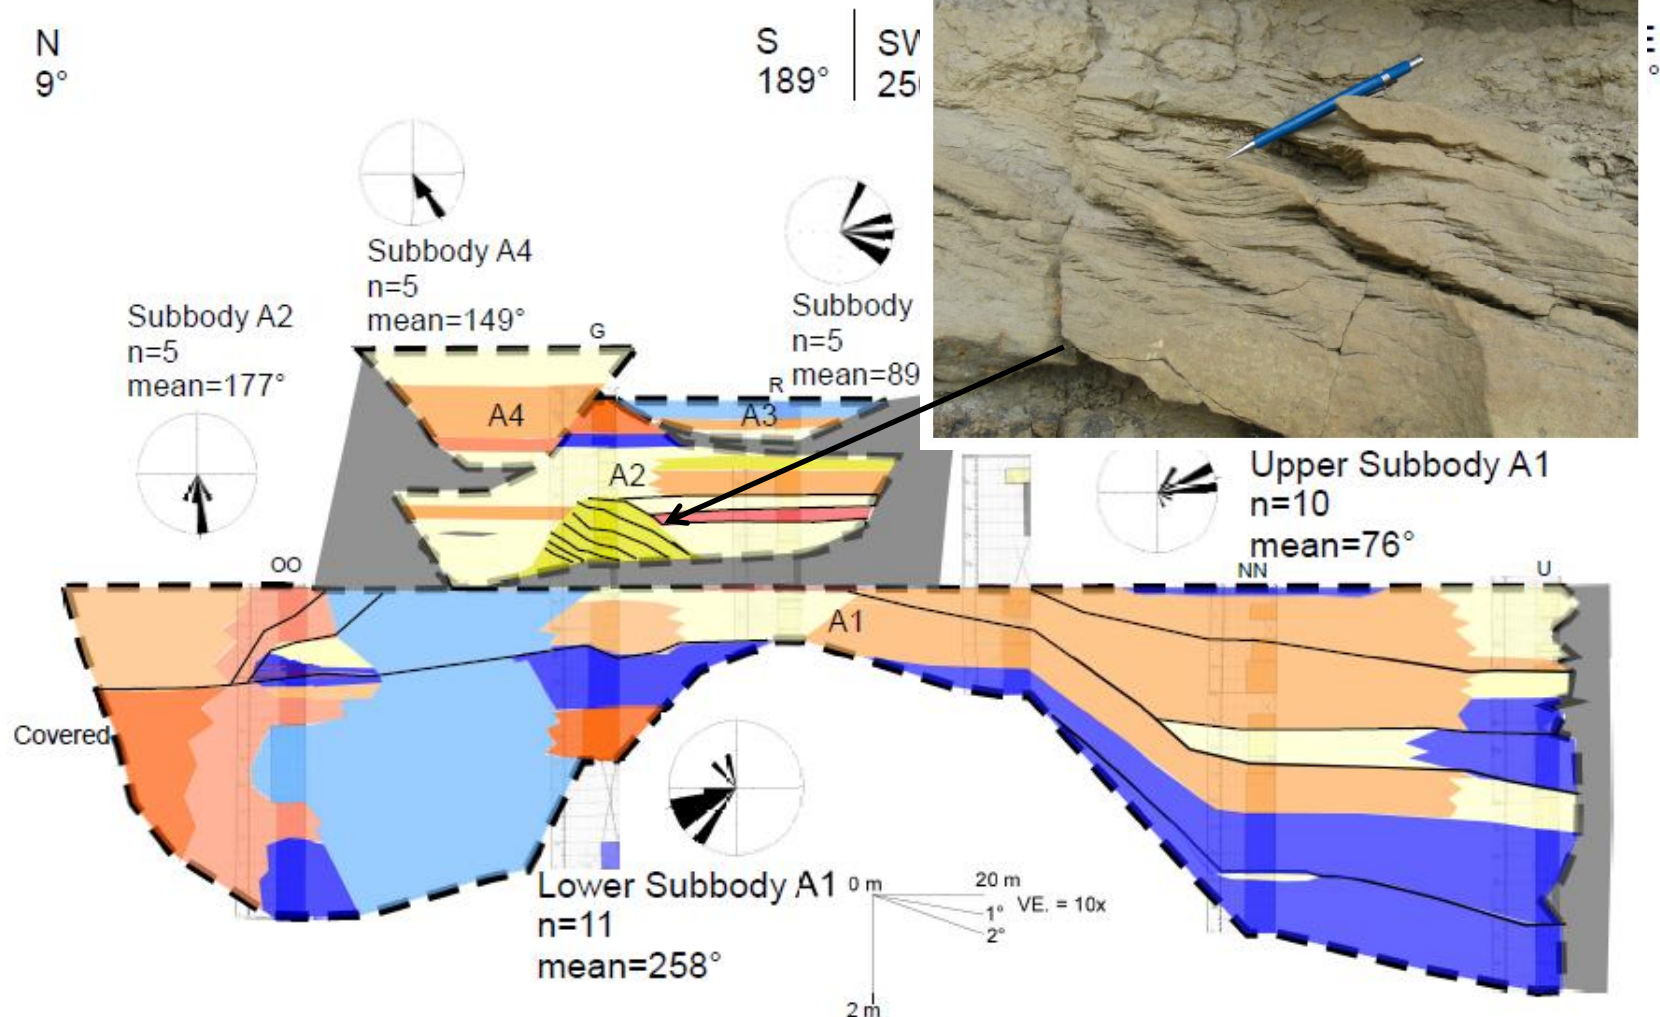 N
9°
S
189°
SW
250
Subbody A4
n=5
mean=149°
Subbody A2
n=5
mean=177°
Subbody
n=5
mean=89
G
R
A4
A3
A2
Upper Subbody A1
n=10
mean=76°
OO
NN
U
A1
Covered
Lower Subbody A1
n=11
mean=258°
0 m
20 m
1°
2°
VE. = 10x
2 m